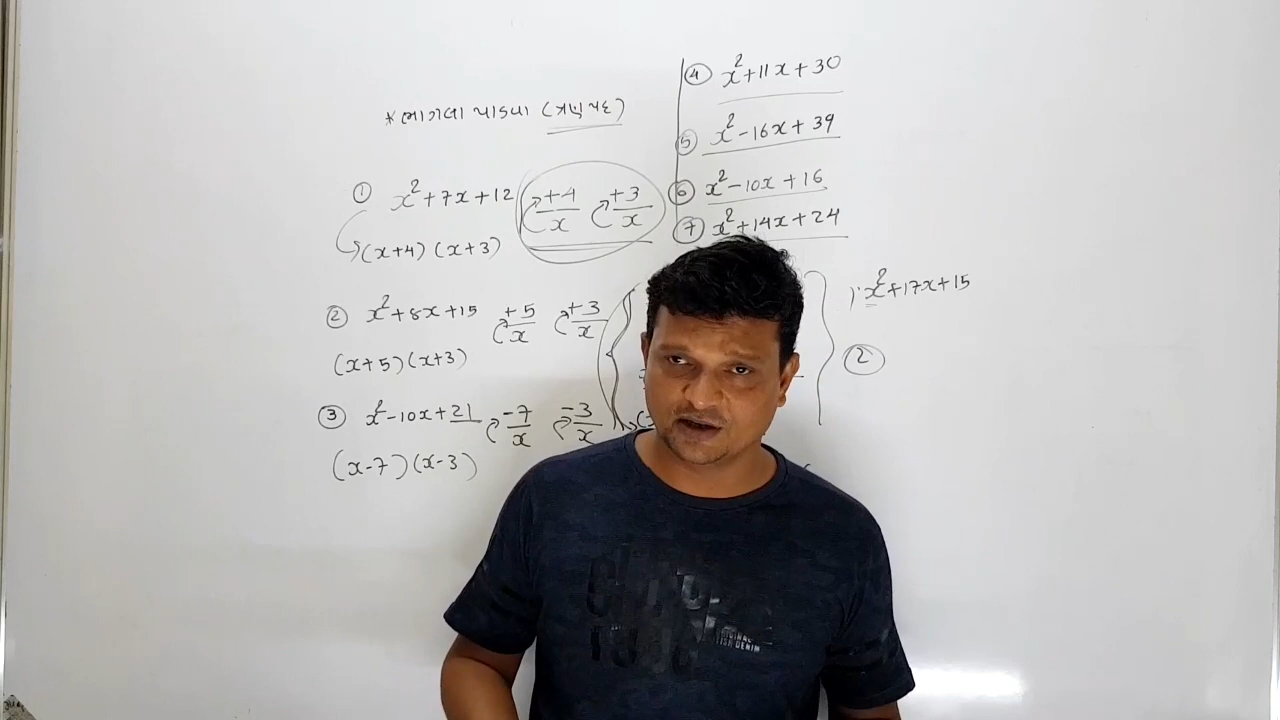 * ભાગલા પાડવા (ત્રણ પદ)
① x²+7x+12 +4/x +3/x
(x+4) (x+3)
② x²+8x+15 +5/x +3/x
(x+5) (x+3)
③ x²-10x+21 -7/x -3/x
(x-7) (x-3)
④ x²+11x+30
⑤ x²-16x+39
⑥ x²-10x+16
⑦ x²+14x+24
x²+17x+15
②